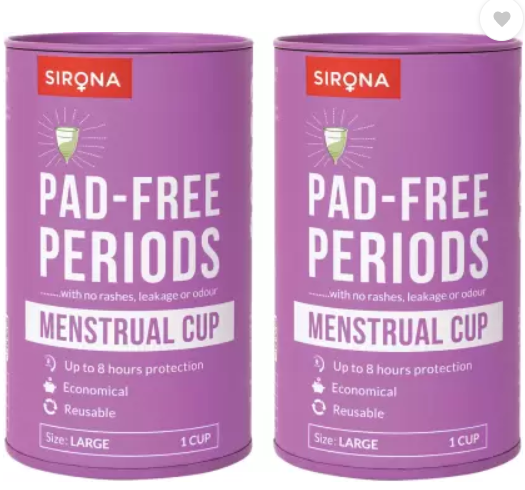 SIRONA
PAD-FREE
PERIODS
........with no rashes, leakage or odour
MENSTRUAL CUP
Up to 8 hours protection
Economical
Reusable
Size: LARGE 1 CUP
SIRONA
PAD-FREE
PERIODS
........with no rashes, leakage or odour
MENSTRUAL CUP
Up to 8 hours protection
Economical
Reusable
Size: LARGE 1 CUP